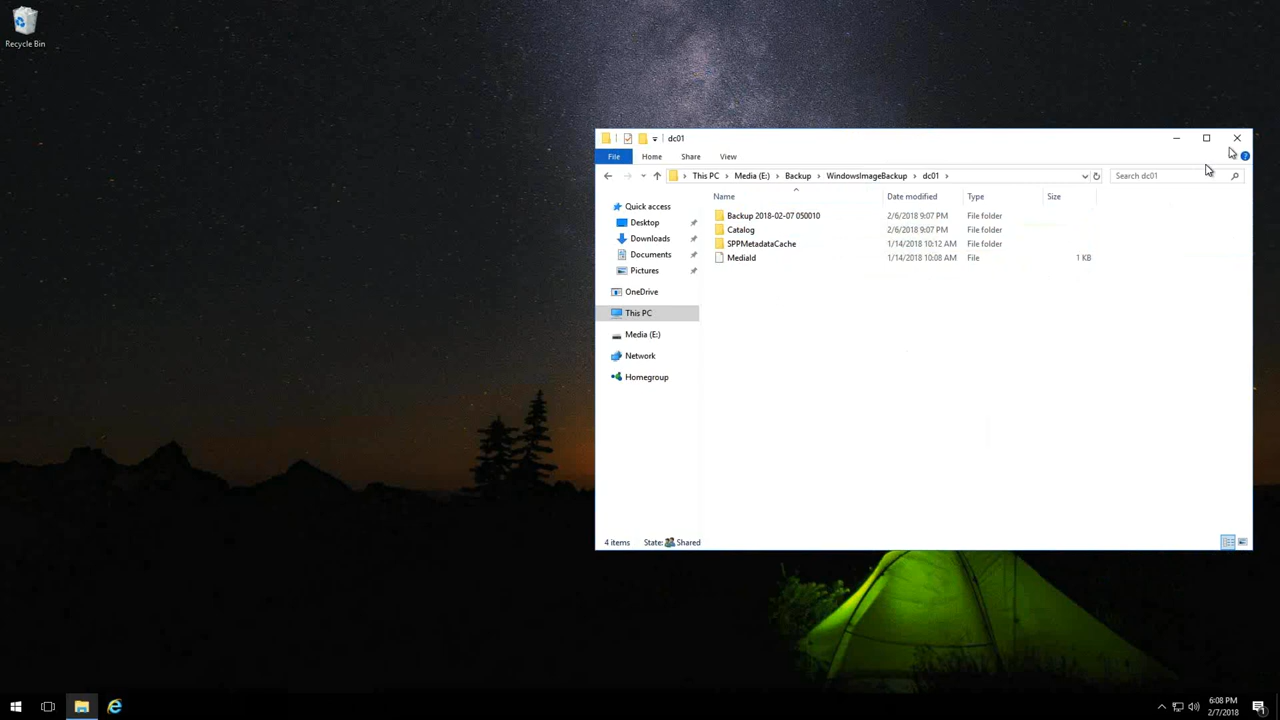 Recycle Bin
dc01
File Home Share View
This PC Media (E:) Backup WindowsImageBackup dc01
Search dc01
Name Date modified Type Size
Quick access
Desktop
Downloads
Documents
Pictures
OneDrive
This PC
Media (E:)
Network
Homegroup
Backup 2018-02-07 050010 2/6/2018 9:07 PM File folder
Catalog 2/6/2018 9:07 PM File folder
SPPMetadataCache 1/14/2018 10:12 AM File folder
MediaId 1/14/2018 10:08 AM File 1 KB
4 items State: Shared
6:08 PM
2/7/2018
1